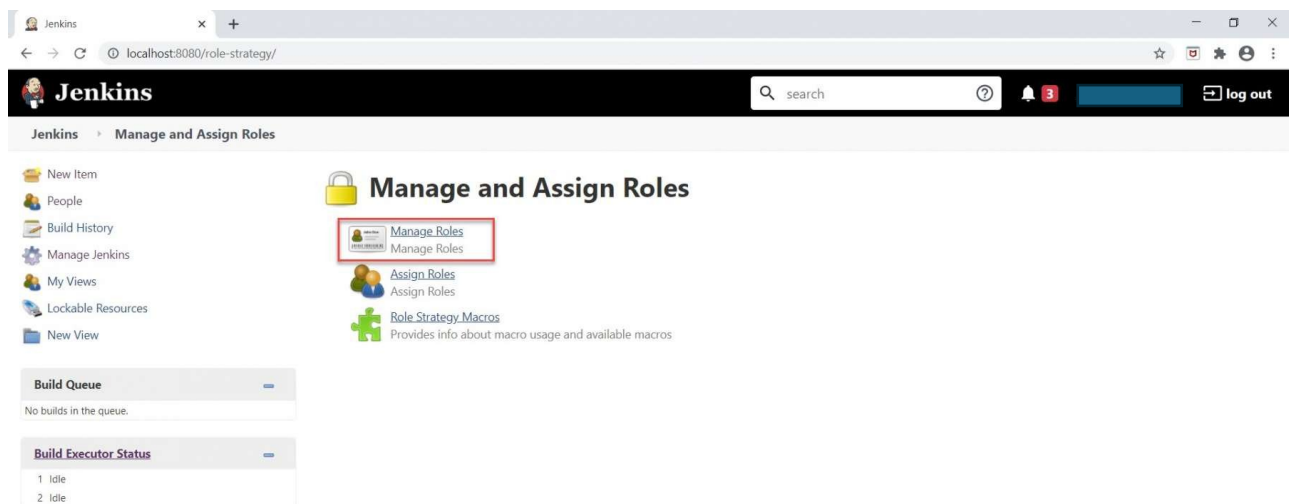 Jenkins
localhost:8080/role-strategy/
Jenkins
search
3
log out
Jenkins Manage and Assign Roles
New Item
People
Build History
Manage Jenkins
My Views
Lockable Resources
New View
Build Queue
No builds in the queue.
Build Executor Status
1 Idle
2 Idle
Manage and Assign Roles
Manage Roles
Manage Roles
Assign Roles
Assign Roles
Role Strategy Macros
Provides info about macro usage and available macros